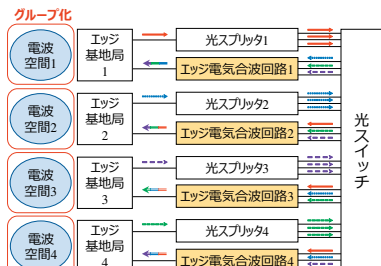 グループ化
電波
空間1
エッジ
基地局
1
光スプリッタ1
エッジ電気合波回路1
電波
空間2
エッジ
基地局
2
光スプリッタ2
エッジ電気合波回路2
電波
空間3
エッジ
基地局
3
光スプリッタ3
エッジ電気合波回路3
電波
空間4
エッジ
基地局
4
光スプリッタ4
エッジ電気合波回路4
光スイッチ